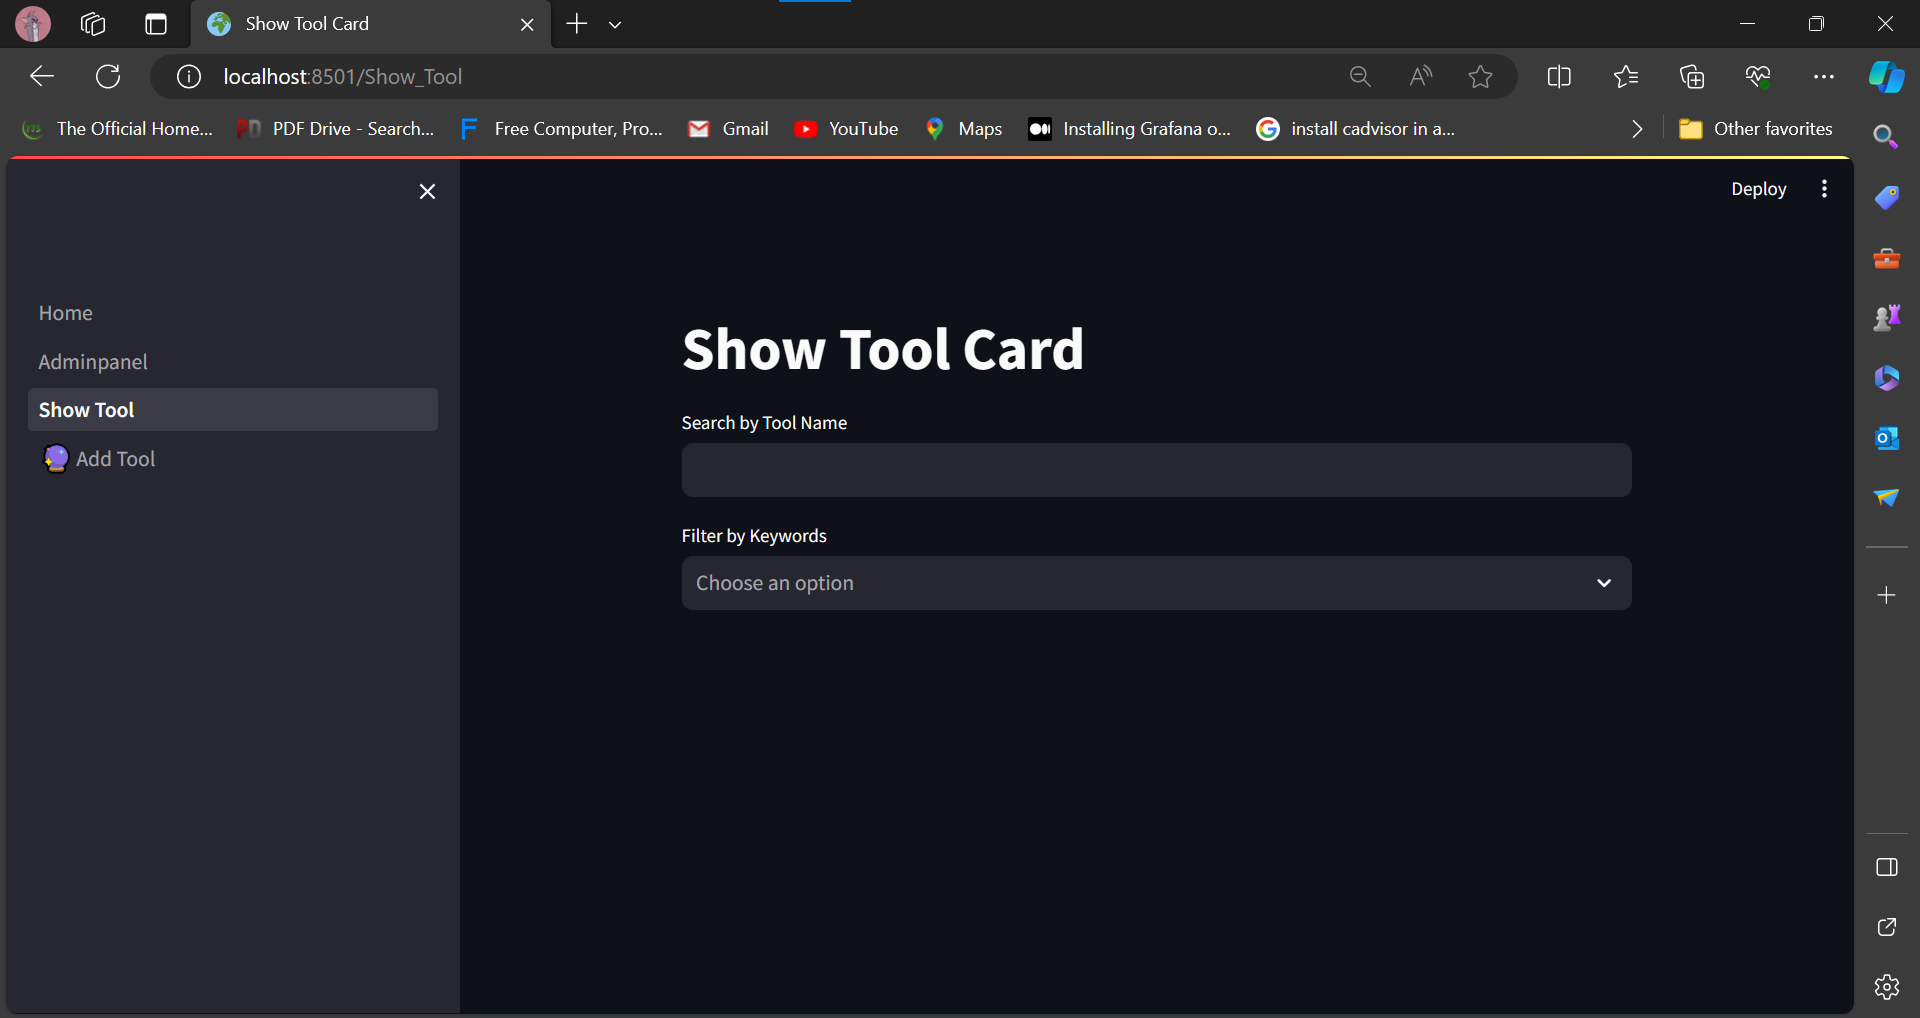 Show Tool Card
localhost:8501/Show_Tool
The Official Home...
PDF Drive - Search...
Free Computer, Pro...
Gmail
YouTube
Maps
Installing Grafana o...
install cadvisor in a...
Other favorites
Deploy
Home
Adminpanel
Show Tool
Add Tool
Show Tool Card
Search by Tool Name
Filter by Keywords
Choose an option